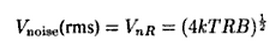 V_noise(rms) = V_nR = (4kTRB)^½